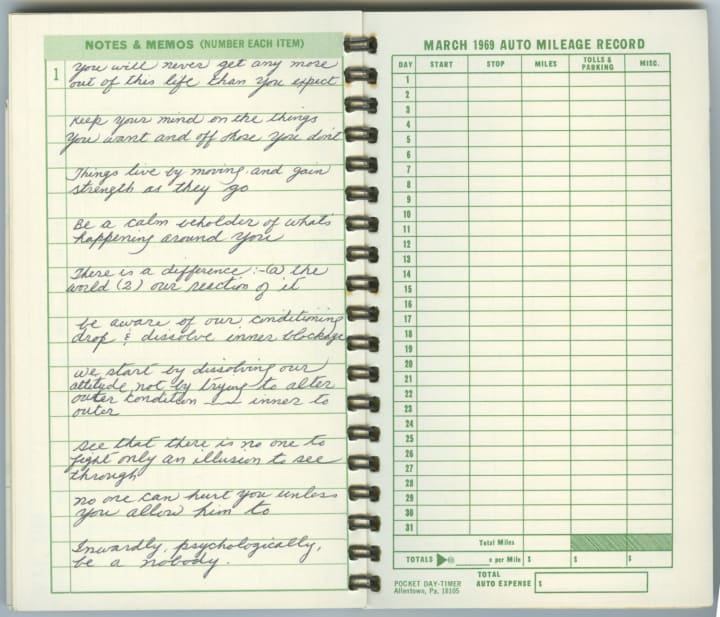 NOTES & MEMOS (NUMBER EACH ITEM)
1
You will never get any more
out of this life than you expect
Keep your mind on the things
you want and off those you don't
Things live by moving and gain
strength as they go
Be a calm beholder of what's
happening around you
There is a difference:-(a) the
world (2) our reaction of it
be aware of our conditioning
drop & dissolve inner blockage
we start by dissolving our
attitude not by trying to alter
outer condition — inner to
outer
see that there is no one to
fight only an illusion to see
through
no one can hurt you unless
you allow him to
Inwardly, psychologically,
be a nobody.
MARCH 1969 AUTO MILEAGE RECORD
DAY START STOP MILES TOLLS & PARKING MISC.
1
2
3
4
5
6
7
8
9
10
11
12
13
14
15
16
17
18
19
20
21
22
23
24
25
26
27
28
29
30
31
Total Miles
TOTALS @ ______¢ per Mile $ $ $
POCKET DAY-TIMER
Allentown, Pa. 18105
TOTAL
AUTO EXPENSE $